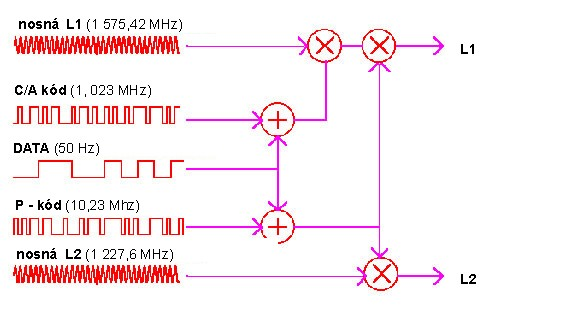 nosná L1 (1 575,42 MHz)
L1
C/A kód (1, 023 MHz)
DATA (50 Hz)
P - kód (10,23 Mhz)
nosná L2 (1 227,6 MHz)
L2